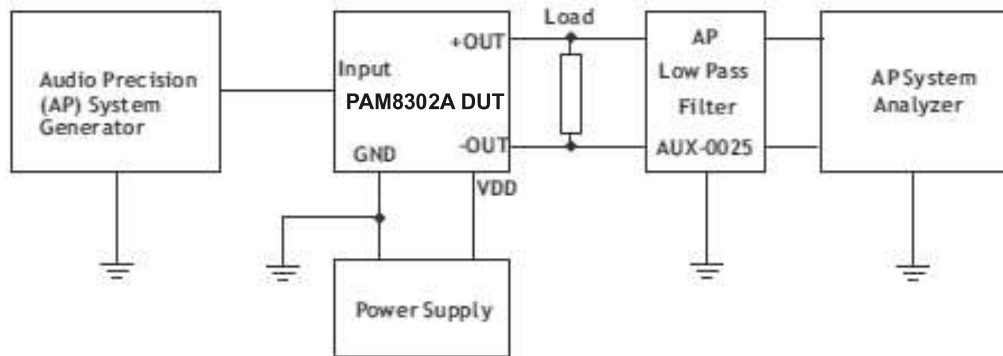 Audio Precision
(AP) System
Generator
Input
PAM8302A DUT
+OUT
-OUT
GND
VDD
Load
AP
Low Pass
Filter
AUX-0025
AP System
Analyzer
Power Supply